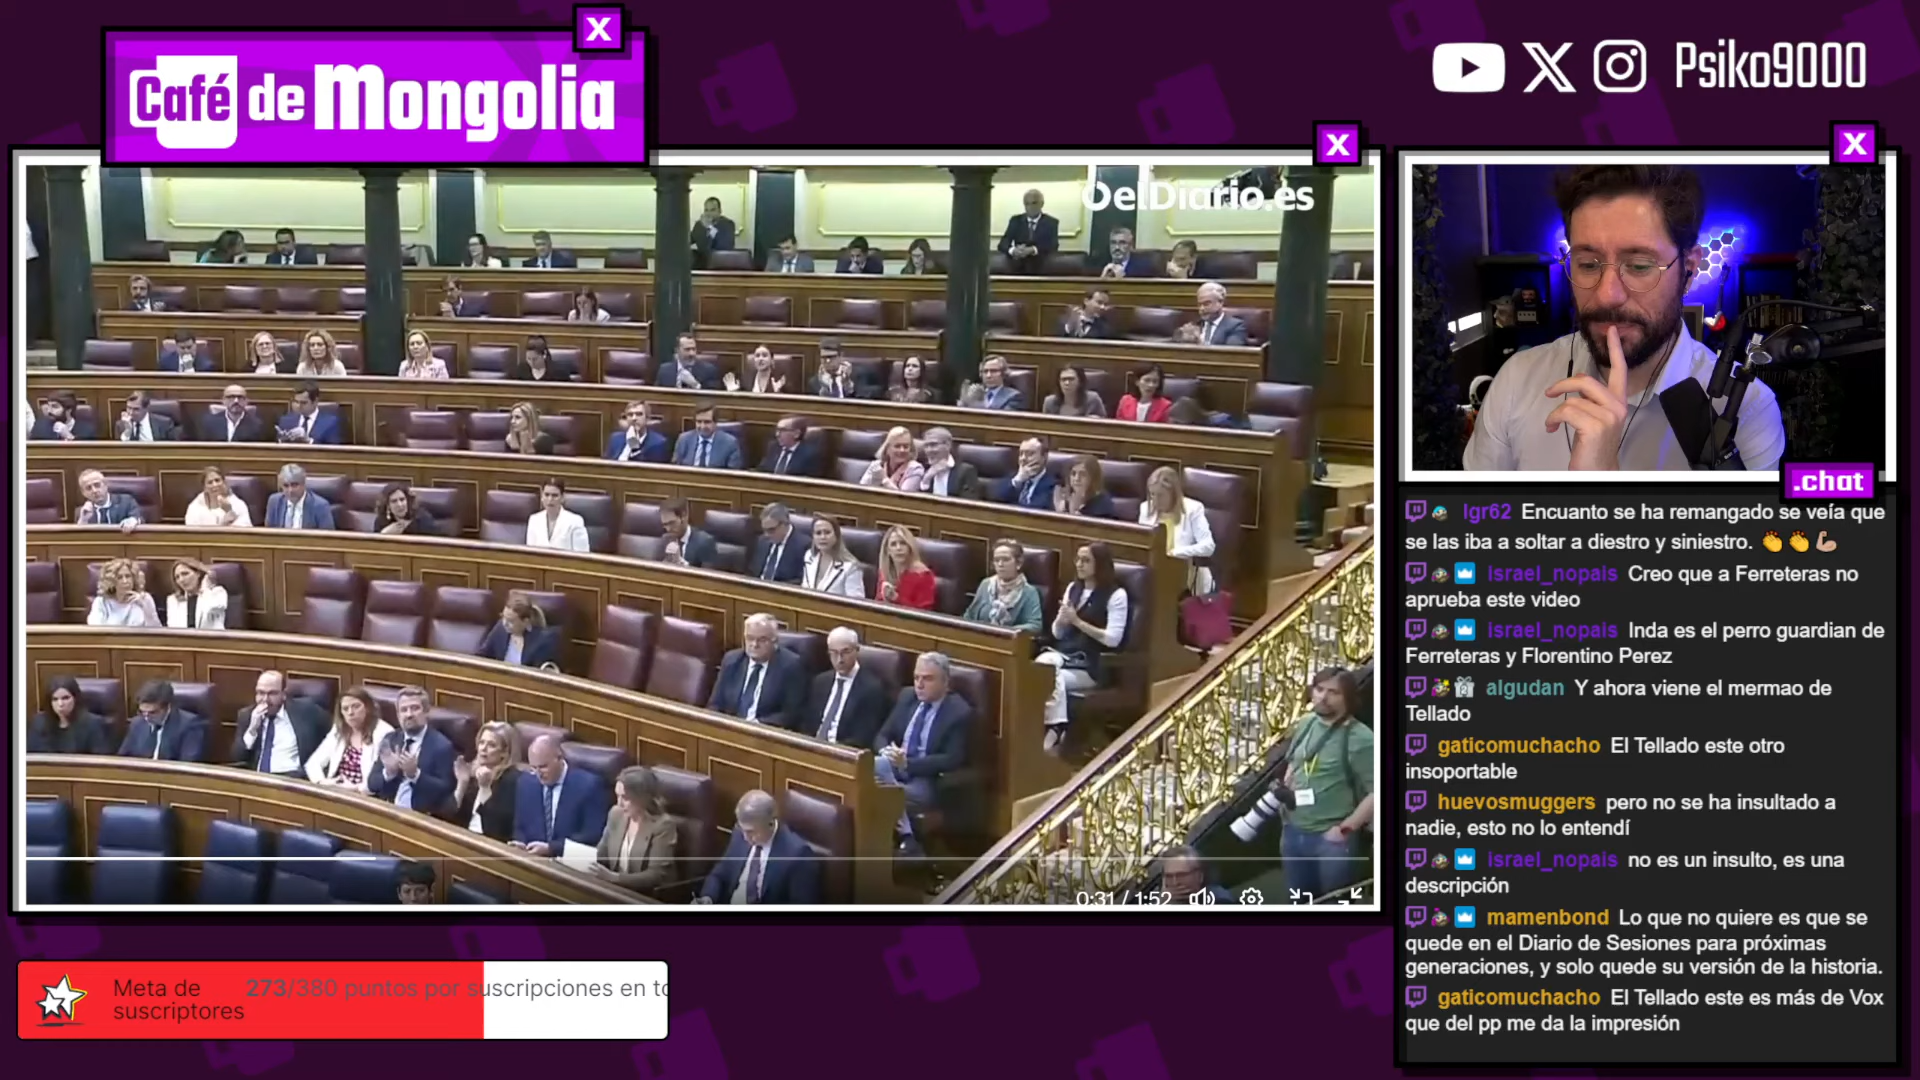 X
Café de Mongolia
Psiko9000
X
X
elDiario.es
.chat
lgr62 Encuanto se ha remangado se veía que
se las iba a soltar a diestro y siniestro. 👏👏💪🏼
israel_nopais Creo que a Ferreteras no
aprueba este video
israel_nopais Inda es el perro guardian de
Ferreteras y Florentino Perez
algudan Y ahora viene el mermao de
Tellado
gaticomuchacho El Tellado este otro
insoportable
huevosmuggers pero no se ha insultado a
nadie, esto no lo entendí
israel_nopais no es un insulto, es una
descripción
mamenbond Lo que no quiere es que se
quede en el Diario de Sesiones para próximas
generaciones, y solo quede su versión de la historia.
gaticomuchacho El Tellado este es más de Vox
que del pp me da la impresión
0:31 / 1:52
Meta de
suscriptores
273/380 puntos por suscripciones en to